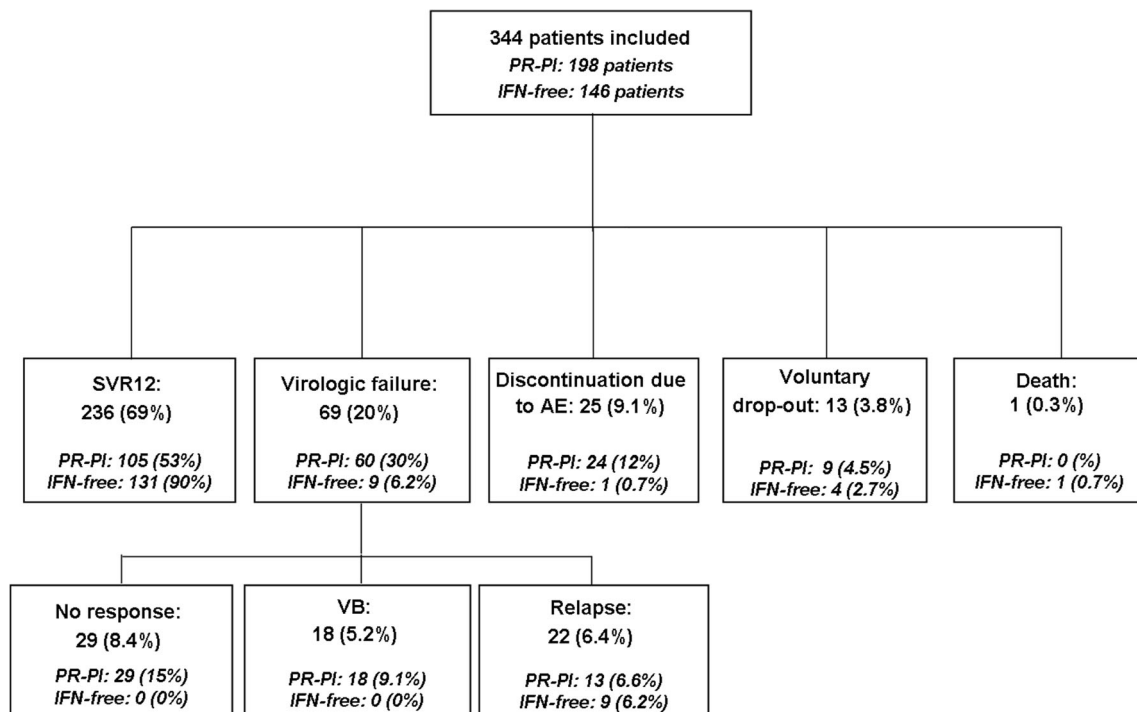 344 patients included
PR-PI: 198 patients
IFN-free: 146 patients
SVR12:
236 (69%)
PR-PI: 105 (53%)
IFN-free: 131 (90%)
Virologic failure:
69 (20%)
PR-PI: 60 (30%)
IFN-free: 9 (6.2%)
Discontinuation due
to AE: 25 (9.1%)
PR-PI: 24 (12%)
IFN-free: 1 (0.7%)
Voluntary
drop-out: 13 (3.8%)
PR-PI: 9 (4.5%)
IFN-free: 4 (2.7%)
Death:
1 (0.3%)
PR-PI: 0 (%)
IFN-free: 1 (0.7%)
No response:
29 (8.4%)
PR-PI: 29 (15%)
IFN-free: 0 (0%)
VB:
18 (5.2%)
PR-PI: 18 (9.1%)
IFN-free: 0 (0%)
Relapse:
22 (6.4%)
PR-PI: 13 (6.6%)
IFN-free: 9 (6.2%)